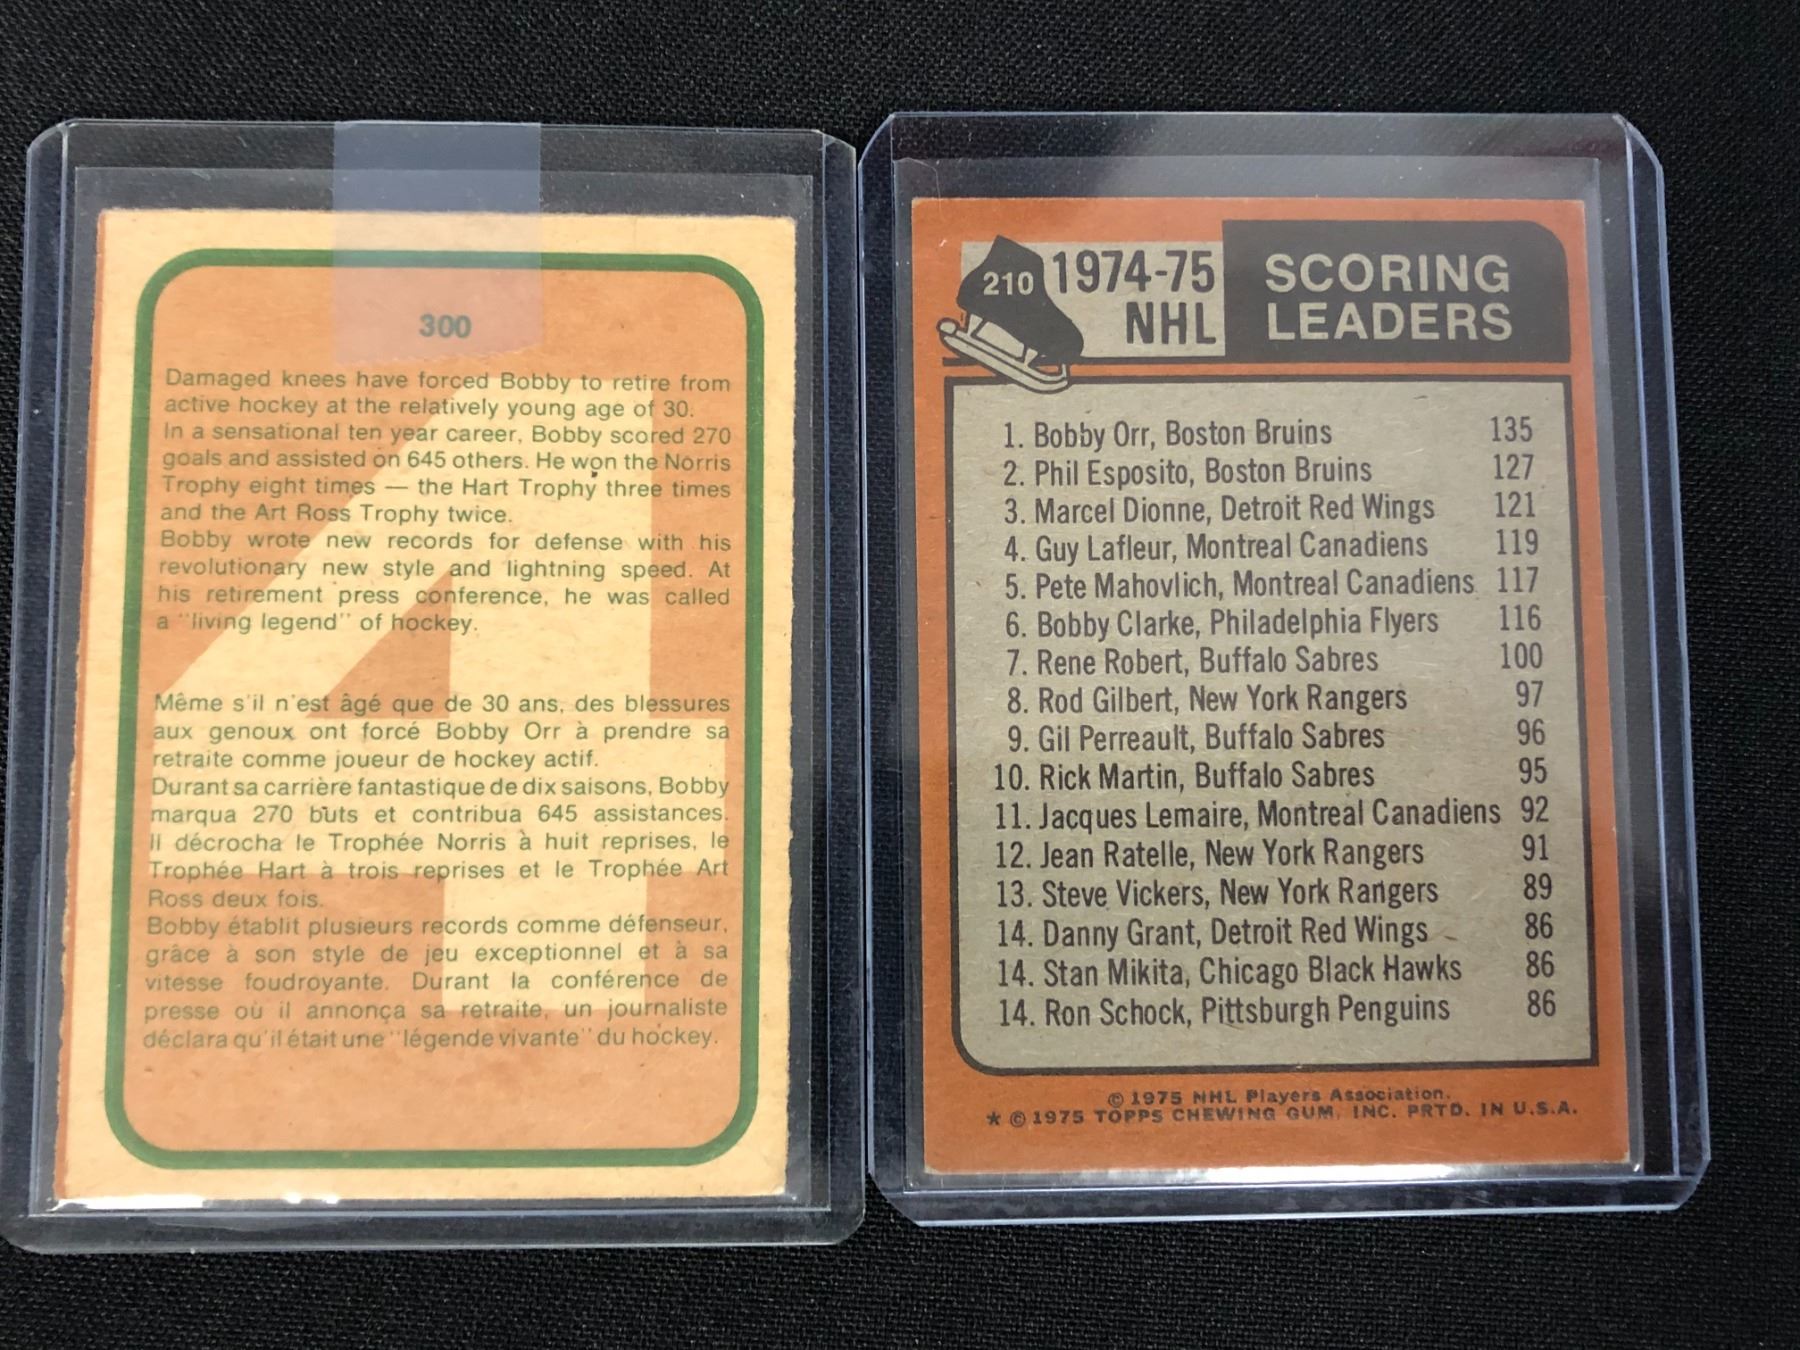 300
Damaged knees have forced Bobby to retire from
active hockey at the relatively young age of 30.
In a sensational ten year career, Bobby scored 270
goals and assisted on 645 others. He won the Norris
Trophy eight times — the Hart Trophy three times
and the Art Ross Trophy twice.
Bobby wrote new records for defense with his
revolutionary new style and lightning speed. At
his retirement press conference, he was called
a "living legend" of hockey.
Même s'il n'est âgé que de 30 ans, des blessures
aux genoux ont forcé Bobby Orr à prendre sa
retraite comme joueur de hockey actif.
Durant sa carrière fantastique de dix saisons, Bobby
marqua 270 buts et contribua 645 assistances.
Il décrocha le Trophée Norris à huit reprises, le
Trophée Hart à trois reprises et le Trophée Art
Ross deux fois.
Bobby établit plusieurs records comme défenseur,
grâce à son style de jeu exceptionnel et à sa
vitesse foudroyante. Durant la conférence de
presse où il annonça sa retraite, un journaliste
déclara qu'il était une "légende vivante" du hockey.
4
210
1974-75
NHL
SCORING
LEADERS
1. Bobby Orr, Boston Bruins 135
2. Phil Esposito, Boston Bruins 127
3. Marcel Dionne, Detroit Red Wings 121
4. Guy Lafleur, Montreal Canadiens 119
5. Pete Mahovlich, Montreal Canadiens 117
6. Bobby Clarke, Philadelphia Flyers 116
7. Rene Robert, Buffalo Sabres 100
8. Rod Gilbert, New York Rangers 97
9. Gil Perreault, Buffalo Sabres 96
10. Rick Martin, Buffalo Sabres 95
11. Jacques Lemaire, Montreal Canadiens 92
12. Jean Ratelle, New York Rangers 91
13. Steve Vickers, New York Rangers 89
14. Danny Grant, Detroit Red Wings 86
14. Stan Mikita, Chicago Black Hawks 86
14. Ron Schock, Pittsburgh Penguins 86
© 1975 NHL Players Association.
* © 1975 TOPPS CHEWING GUM, INC. PRTD. IN U.S.A.